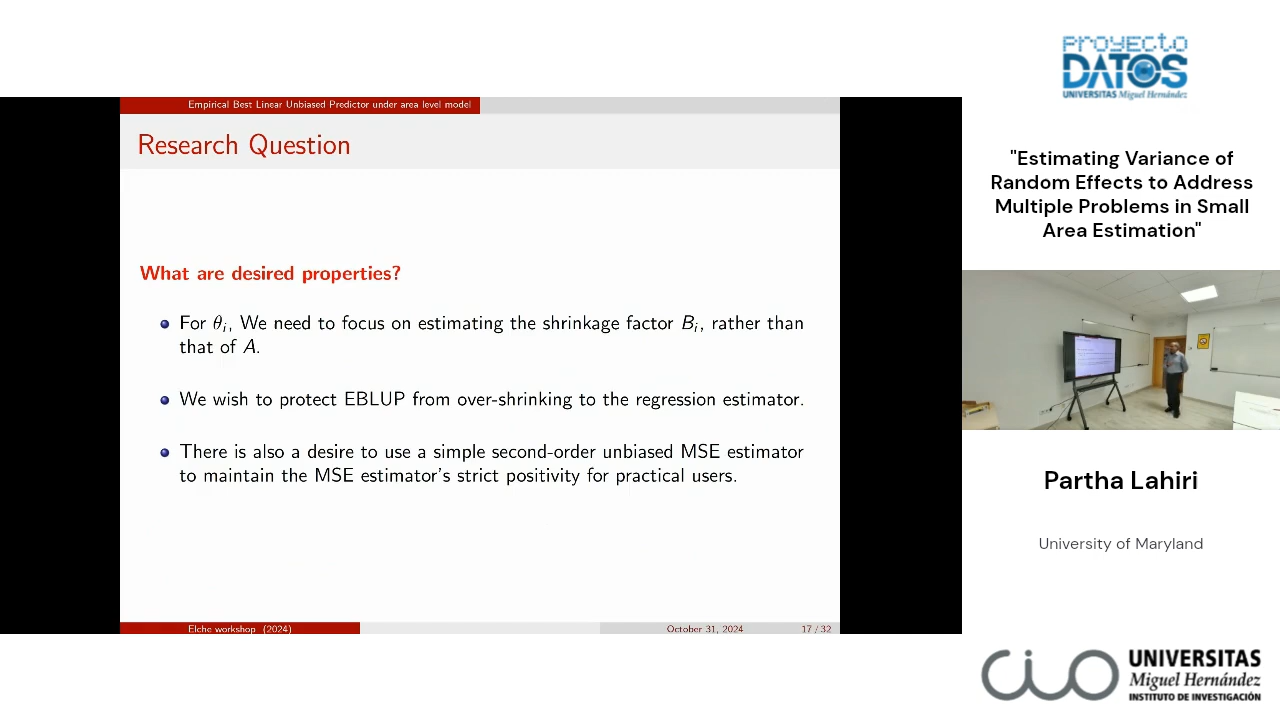 Empirical Best Linear Unbiased Predictor under area level model
Research Question
What are desired properties?
For θi, We need to focus on estimating the shrinkage factor Bi, rather than
that of A.
We wish to protect EBLUP from over-shrinking to the regression estimator.
There is also a desire to use a simple second-order unbiased MSE estimator
to maintain the MSE estimator's strict positivity for practical users.
Elche workshop (2024)
October 31, 2024
17 / 32
PROYECTO
DATOS
UNIVERSITAS Miguel Hernández
"Estimating Variance of
Random Effects to Address
Multiple Problems in Small
Area Estimation"
Partha Lahiri
University of Maryland
CIO
UNIVERSITAS
Miguel Hernández
INSTITUTO DE INVESTIGACIÓN